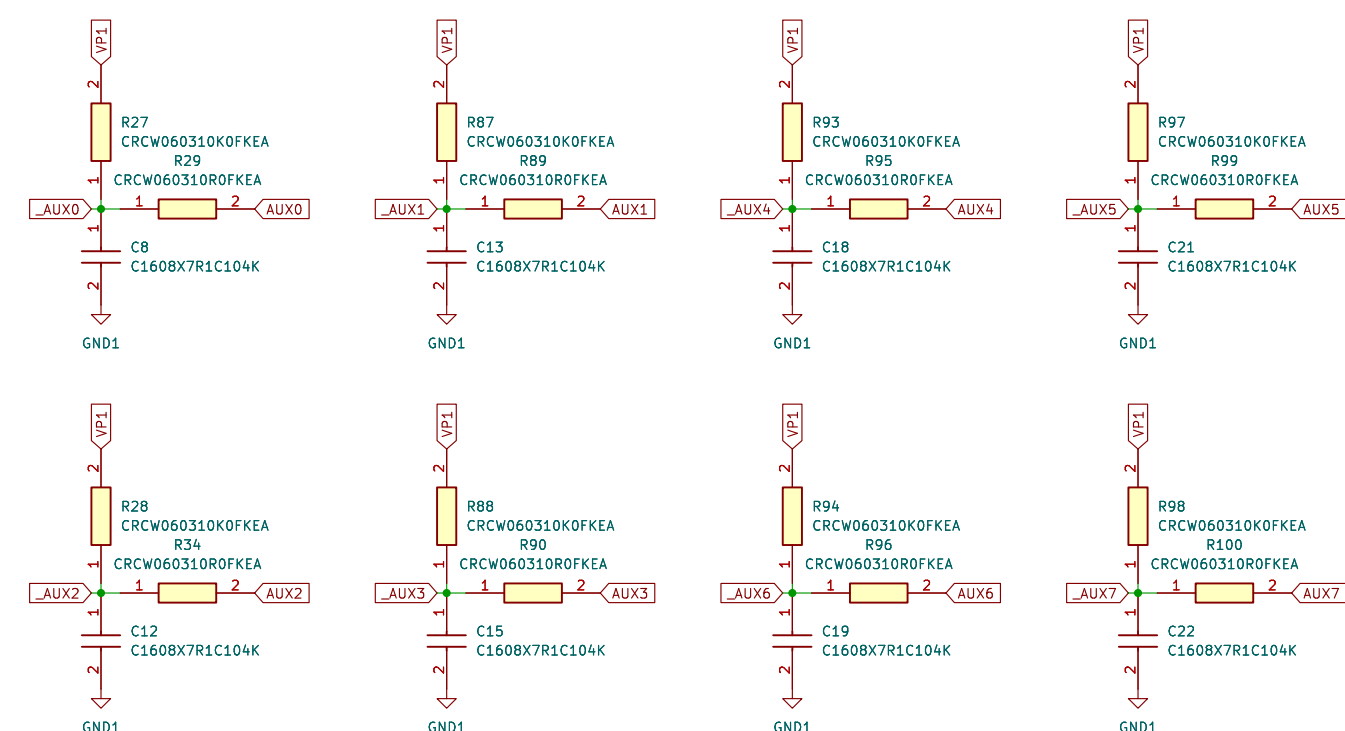 VP1
2
R27
CRCW060310K0FKEA
R29
CRCW060310R0FKEA
1
_AUX0
1
2
AUX0
1
C8
C1608X7R1C104K
2
GND1
VP1
2
R87
CRCW060310K0FKEA
R89
CRCW060310R0FKEA
1
_AUX1
1
2
AUX1
1
C13
C1608X7R1C104K
2
GND1
VP1
2
R93
CRCW060310K0FKEA
R95
CRCW060310R0FKEA
1
_AUX4
1
2
AUX4
1
C18
C1608X7R1C104K
2
GND1
VP1
2
R97
CRCW060310K0FKEA
R99
CRCW060310R0FKEA
1
_AUX5
1
2
AUX5
1
C21
C1608X7R1C104K
2
GND1
VP1
2
R28
CRCW060310K0FKEA
R34
CRCW060310R0FKEA
1
_AUX2
1
2
AUX2
1
C12
C1608X7R1C104K
2
GND1
VP1
2
R88
CRCW060310K0FKEA
R90
CRCW060310R0FKEA
1
_AUX3
1
2
AUX3
1
C15
C1608X7R1C104K
2
GND1
VP1
2
R94
CRCW060310K0FKEA
R96
CRCW060310R0FKEA
1
_AUX6
1
2
AUX6
1
C19
C1608X7R1C104K
2
GND1
VP1
2
R98
CRCW060310K0FKEA
R100
CRCW060310R0FKEA
1
_AUX7
1
2
AUX7
1
C22
C1608X7R1C104K
2
GND1